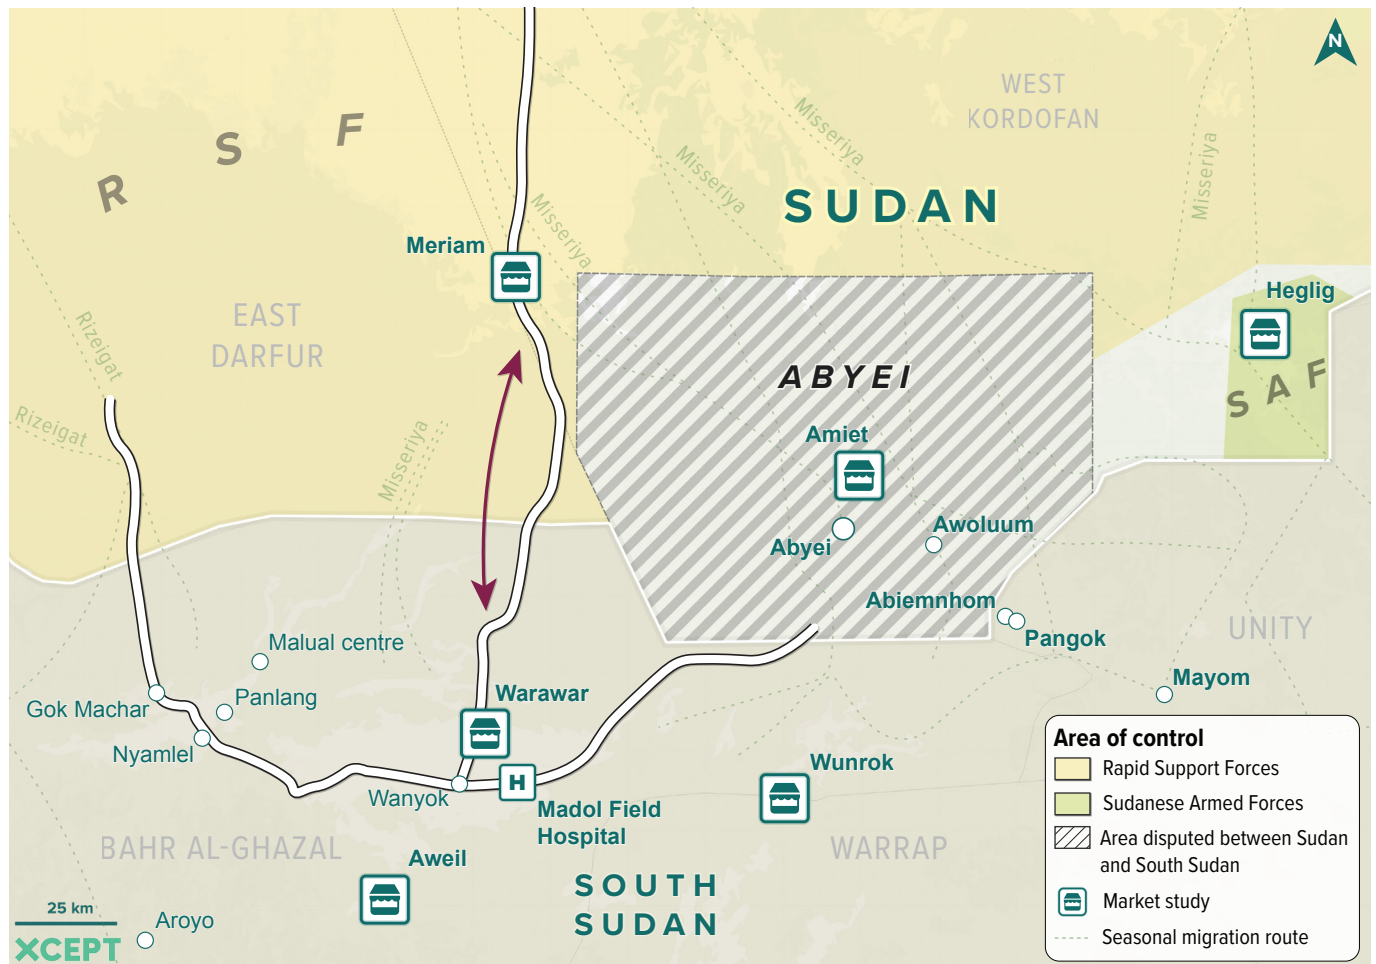 N
WEST
KORDOFAN
R S F
Misseriya
Misseriya
Misseriya
Misseriya
SUDAN
Meriam
Heglig
EAST
DARFUR
Rizeigat
Rizeigat
Misseriya
ABYEI
SAF
Amiet
Abyei
Awoluum
Abiemnhom
Pangok
UNITY
Malual centre
Mayom
Panlang
Gok Machar
Warawar
Nyamlel
Wunrok
Wanyok
H
Madol Field
Hospital
BAHR AL-GHAZAL
WARRAP
Aweil
SOUTH
SUDAN
25 km
Aroyo
XCEPT
Area of control
Rapid Support Forces
Sudanese Armed Forces
Area disputed between Sudan
and South Sudan
Market study
Seasonal migration route